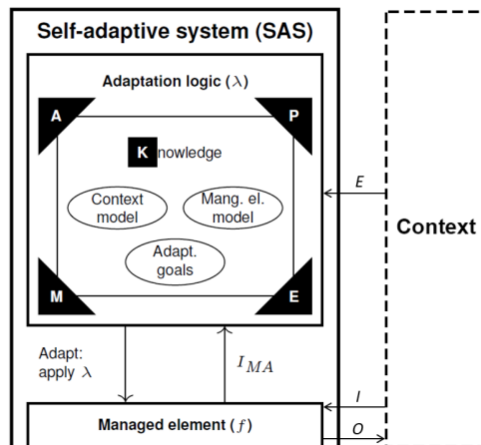 Self-adaptive system (SAS)
Adaptation logic (λ)
A
P
Knowledge
E
Context
model
Mang. el.
model
Context
Adapt.
goals
M
E
Adapt:
apply λ
I_MA
I
Managed element (f)
O